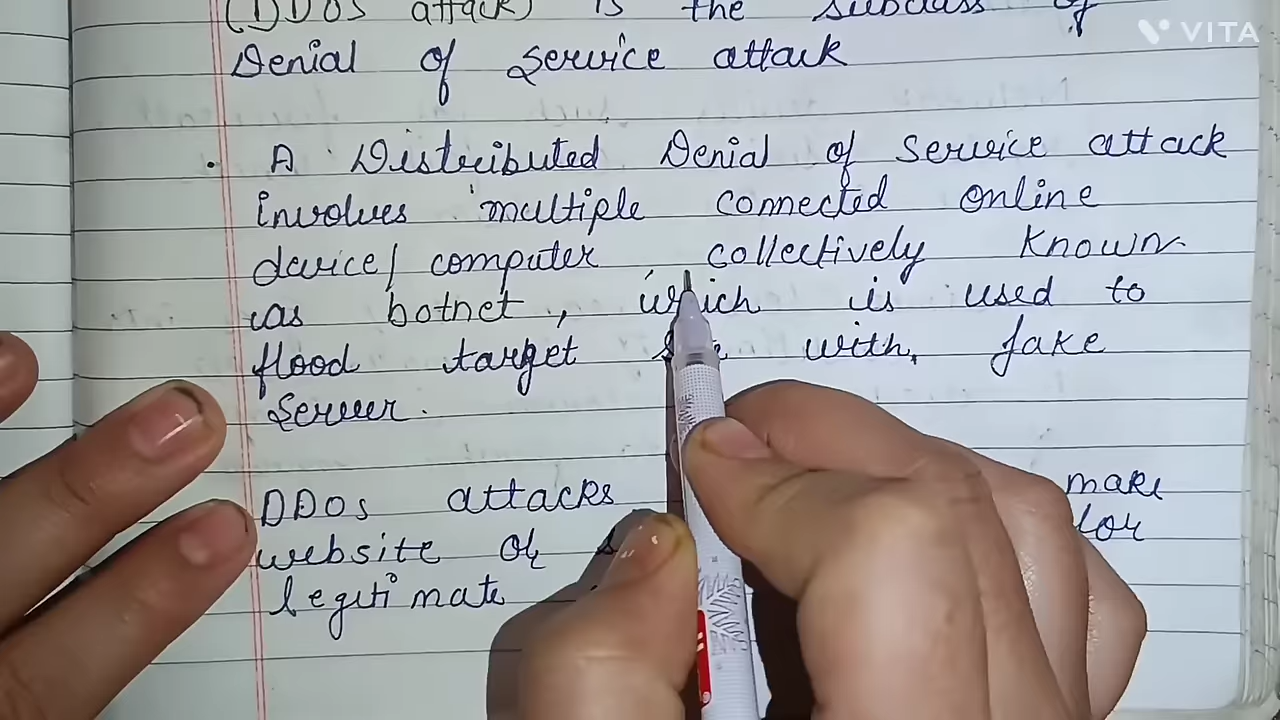 (DDOS attack) is the subclass of
VITA
Denial of Service attack
. A Distributed Denial of Service attack
involves multiple connected online
device/ computer collectively known
as botnet, which is used to
flood target with, fake
Server.
DDOS attacks make
website or for
legitimate